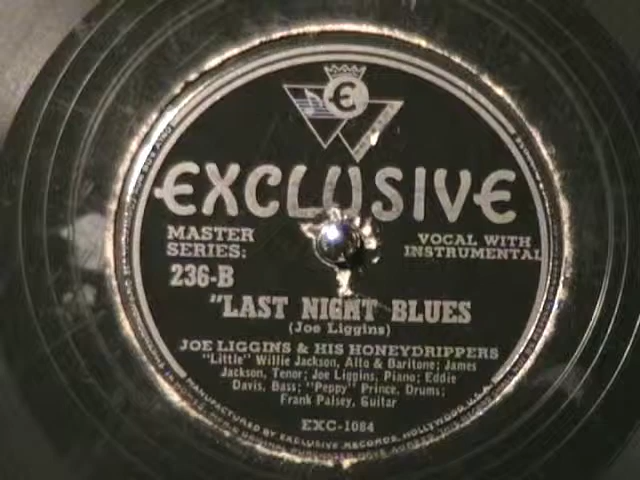 E
EXCLUSIVE
MASTER
SERIES:
236-B
VOCAL WITH
INSTRUMENTAL
"LAST NIGHT BLUES
(Joe Liggins)
JOE LIGGINS & HIS HONEYDRIPPERS
"Little" Willie Jackson, Alto & Baritone; James
Jackson, Tenor; Joe Liggins, Piano; Eddie
Davis, Bass; "Peppy" Prince, Drums;
Frank Palsey, Guitar
EXC-1084
MANUFACTURED BY EXCLUSIVE RECORDS, HOLLYWOOD, U.S.A.